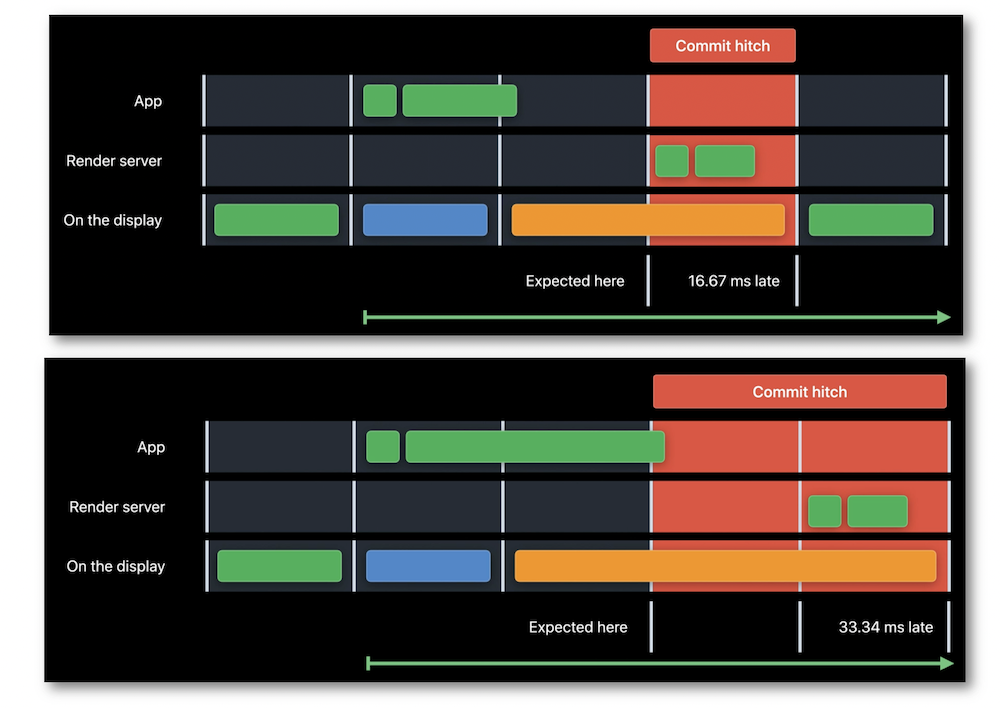 Commit hitch
App
Render server
On the display
Expected here
16.67 ms late
Commit hitch
App
Render server
On the display
Expected here
33.34 ms late